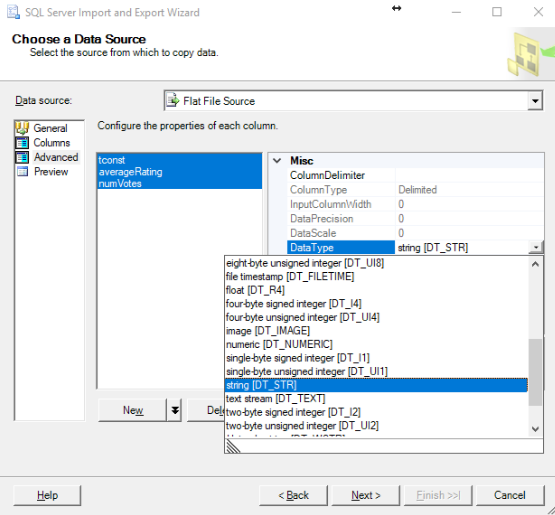 SQL Server Import and Export Wizard
Choose a Data Source
Select the source from which to copy data.
Data source:
Flat File Source
General
Columns
Advanced
Preview
Configure the properties of each column.
tconst
averageRating
numVotes
Misc
ColumnDelimiter
ColumnType Delimited
InputColumnWidth 0
DataPrecision 0
DataScale 0
DataType string [DT_STR]
eight-byte unsigned integer [DT_UI8]
file timestamp [DT_FILETIME]
float [DT_R4]
four-byte signed integer [DT_I4]
four-byte unsigned integer [DT_UI4]
image [DT_IMAGE]
numeric [DT_NUMERIC]
single-byte signed integer [DT_I1]
single-byte unsigned integer [DT_UI1]
string [DT_STR]
text stream [DT_TEXT]
two-byte signed integer [DT_I2]
two-byte unsigned integer [DT_UI2]
New
Help
< Back
Next >
Finish >>|
Cancel